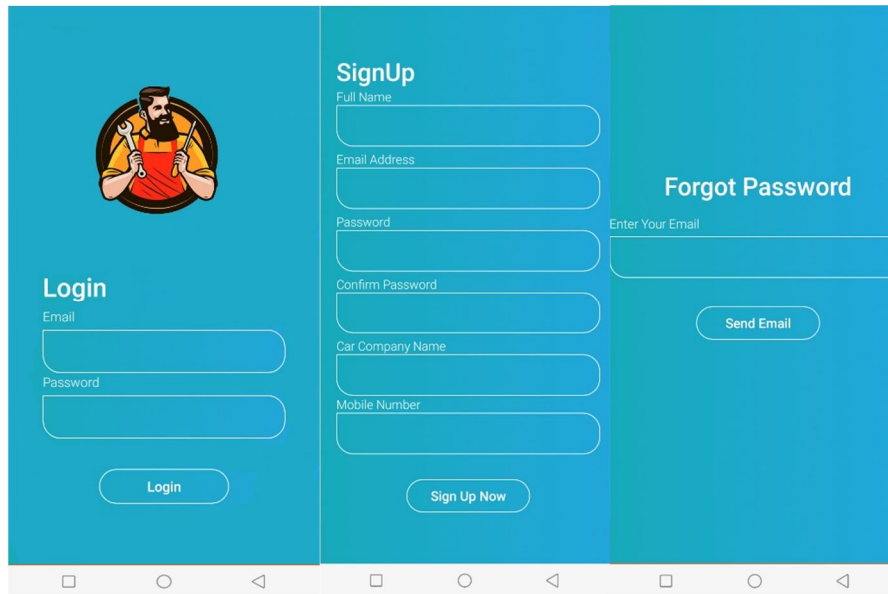 Login
Email
Password
Login
SignUp
Full Name
Email Address
Password
Confirm Password
Car Company Name
Mobile Number
Sign Up Now
Forgot Password
Enter Your Email
Send Email